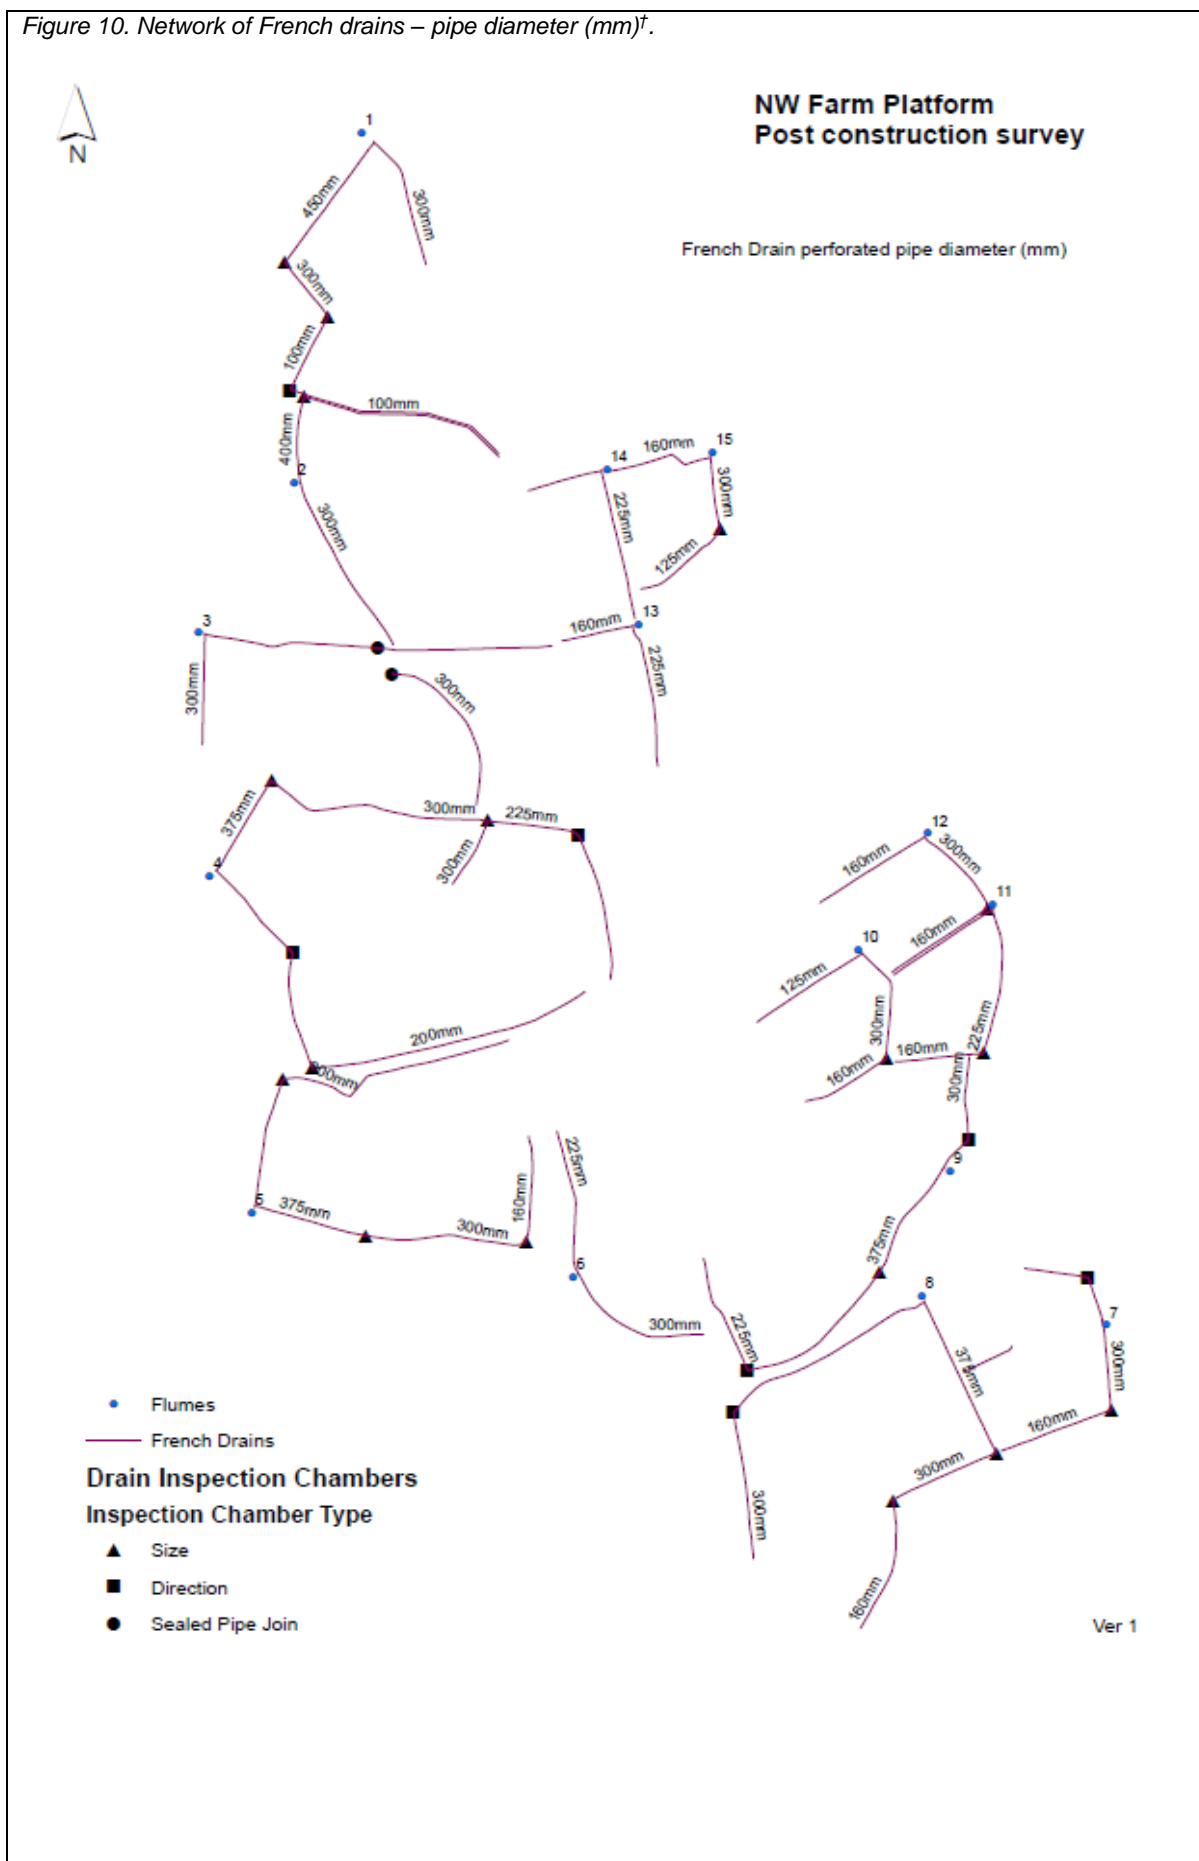 Figure 10. Network of French drains – pipe diameter (mm)†.
NW Farm Platform
Post construction survey
French Drain perforated pipe diameter (mm)
N
1
450mm
300mm
300mm
100mm
100mm
400mm
2
300mm
14
160mm
15
300mm
225mm
125mm
3
160mm
13
225mm
300mm
300mm
375mm
300mm
225mm
300mm
4
12
160mm
300mm
11
160mm
10
125mm
300mm
225mm
160mm
160mm
300mm
200mm
300mm
9
225mm
160mm
5
375mm
300mm
375mm
6
300mm
225mm
8
7
300mm
375mm
160mm
300mm
300mm
160mm
Flumes
French Drains
Drain Inspection Chambers
Inspection Chamber Type
Size
Direction
Sealed Pipe Join
Ver 1